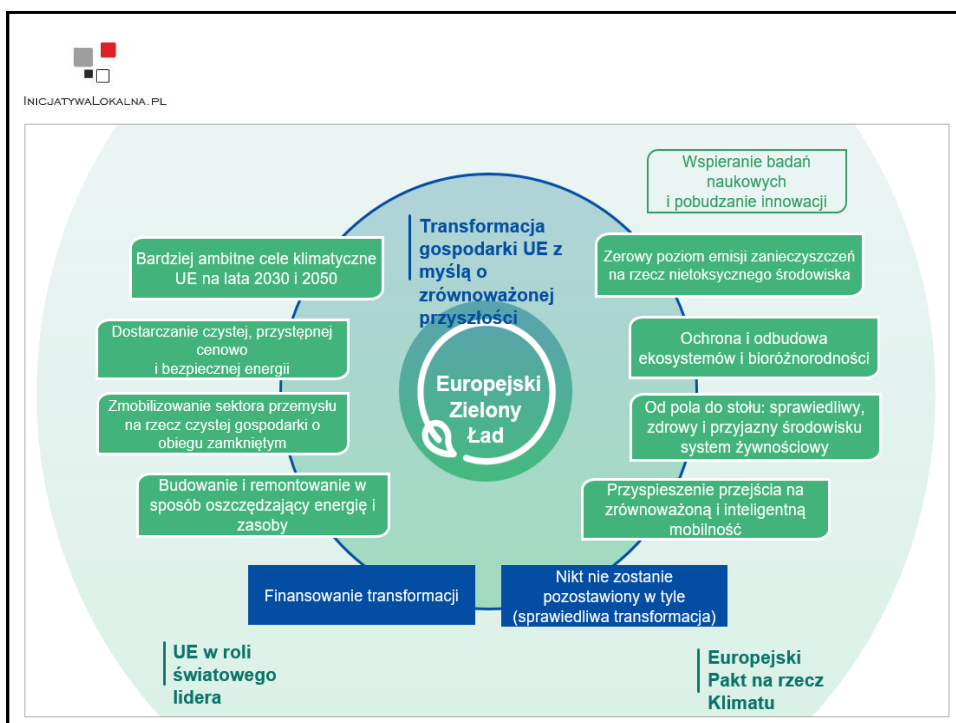 InicjatywaLokalna.pl
Wspieranie badań
naukowych
i pobudzanie innowacji
Transformacja
gospodarki UE z
myślą o
zrównoważonej
przyszłości
Bardziej ambitne cele klimatyczne
UE na lata 2030 i 2050
Zerowy poziom emisji zanieczyszczeń
na rzecz nietoksycznego środowiska
Dostarczanie czystej, przystępnej
cenowo
i bezpiecznej energii
Ochrona i odbudowa
ekosystemów i bioróżnorodności
Europejski
Zielony
Ład
Zmobilizowanie sektora przemysłu
na rzecz czystej gospodarki o
obiegu zamkniętym
Od pola do stołu: sprawiedliwy,
zdrowy i przyjazny środowisku
system żywnościowy
Budowanie i remontowanie w
sposób oszczędzający energię i
zasoby
Przyspieszenie przejścia na
zrównoważoną i inteligentną
mobilność
Finansowanie transformacji
Nikt nie zostanie
pozostawiony w tyle
(sprawiedliwa transformacja)
UE w roli
światowego
lidera
Europejski
Pakt na rzecz
Klimatu